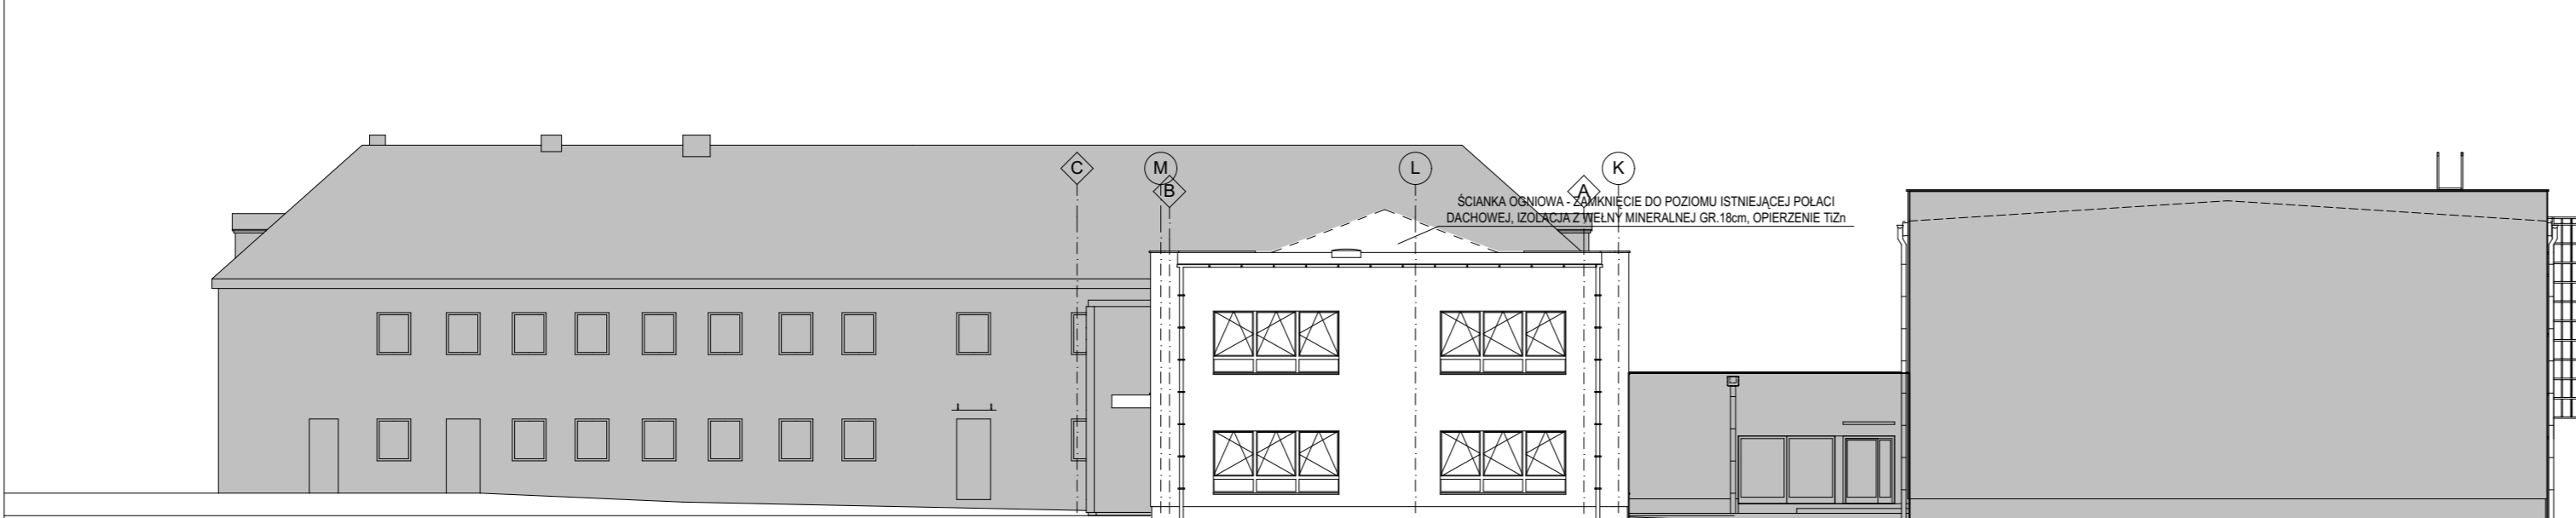 C
M
L
K
B
A
ŚCIANKA OGNIOWA - ZAMKNIĘCIE DO POZIOMU ISTNIEJĄCEJ POŁACI
DACHOWEJ, IZOLACJA Z WEŁNY MINERALNEJ GR.18cm, OPIERZENIE TiZn